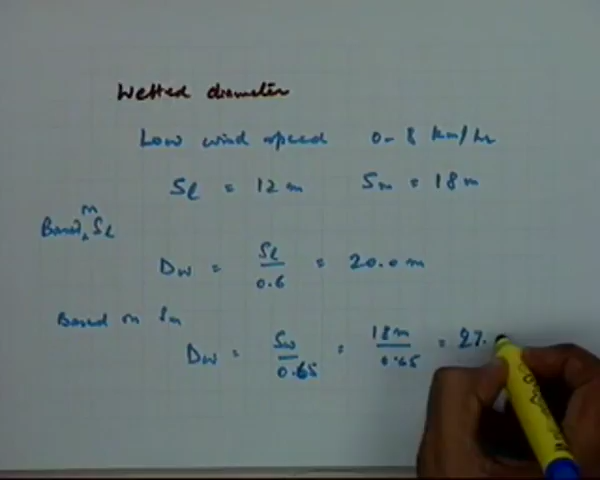 Wetted diameter
Low wind speed 0-8 km/hr
Sl = 12 m Sm = 18 m
Based on Sl
Dw = Sl/0.6 = 20.0 m
Based on Sm
Dw = Sm/0.65 = 18m/0.65 = 27.